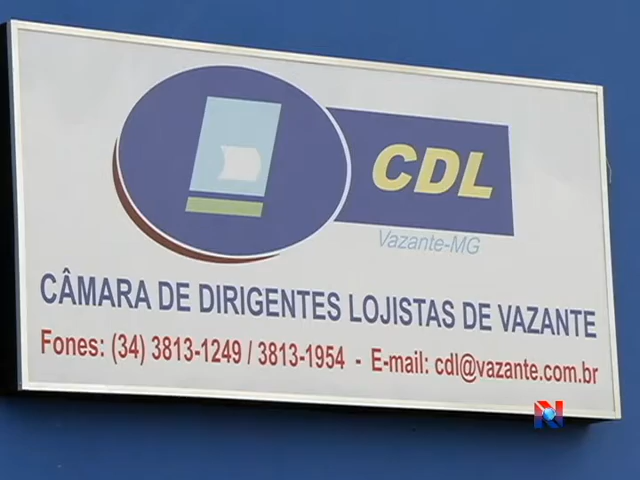 CDL
Vazante-MG
CÂMARA DE DIRIGENTES LOJISTAS DE VAZANTE
Fones: (34) 3813-1249 / 3813-1954 - E-mail: cdl@vazante.com.br
N